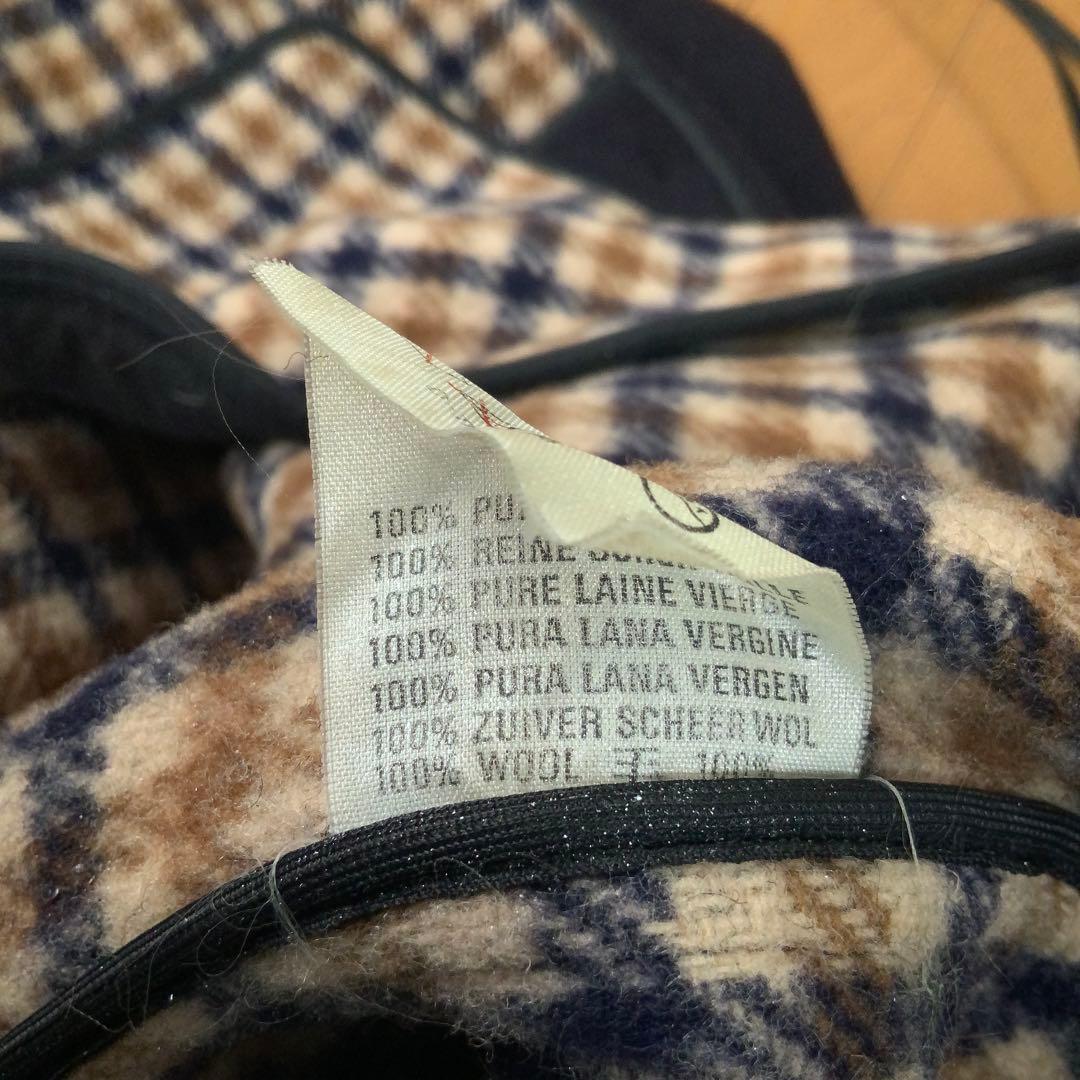 100%
100% REINE
100% PURE LAINE VIERGE
100% PURA LANA VERGINE
100% PURA LANA VERGEN
100% ZUIVER SCHEER WOL
100% WOOL 毛 100%